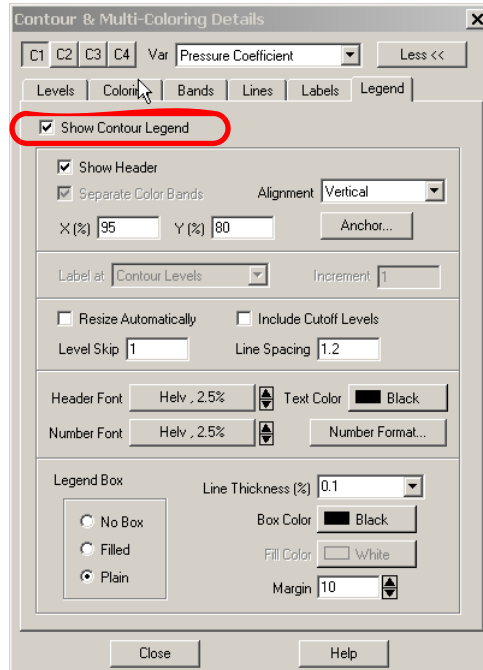 Contour & Multi-Coloring Details
C1 C2 C3 C4 Var Pressure Coefficient Less <<
Levels Coloring Bands Lines Labels Legend
Show Contour Legend
Show Header
Separate Color Bands Alignment Vertical
X (%) 95 Y (%) 80 Anchor...
Label at Contour Levels Increment 1
Resize Automatically Include Cutoff Levels
Level Skip 1 Line Spacing 1.2
Header Font Helv , 2.5% Text Color Black
Number Font Helv , 2.5% Number Format...
Legend Box Line Thickness (%) 0.1
No Box Box Color Black
Filled Fill Color White
Plain Margin 10
Close Help